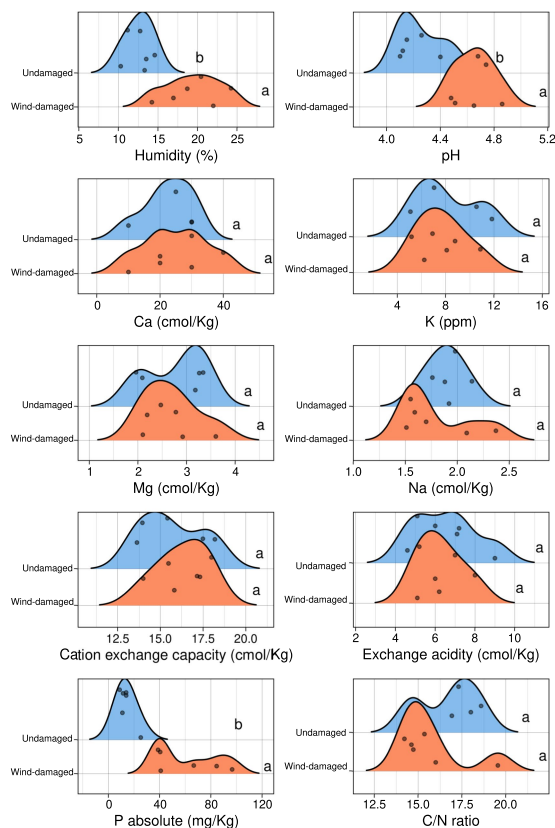 b
Undamaged
a
Wind-damaged
5 10 15 20 25
Humidity (%)
b
Undamaged
a
Wind-damaged
4.0 4.4 4.8 5.2
pH
a
Undamaged
a
Wind-damaged
0 20 40
Ca (cmol/Kg)
a
Undamaged
a
Wind-damaged
4 8 12 16
K (ppm)
a
Undamaged
a
Wind-damaged
1 2 3 4
Mg (cmol/Kg)
a
Undamaged
a
Wind-damaged
1.0 1.5 2.0 2.5
Na (cmol/Kg)
a
Undamaged
a
Wind-damaged
12.5 15.0 17.5 20.0
Cation exchange capacity (cmol/Kg)
a
Undamaged
a
Wind-damaged
2 4 6 8 10
Exchange acidity (cmol/Kg)
b
Undamaged
a
Wind-damaged
0 40 80 120
P absolute (mg/Kg)
a
Undamaged
a
Wind-damaged
12.5 15.0 17.5 20.0
C/N ratio